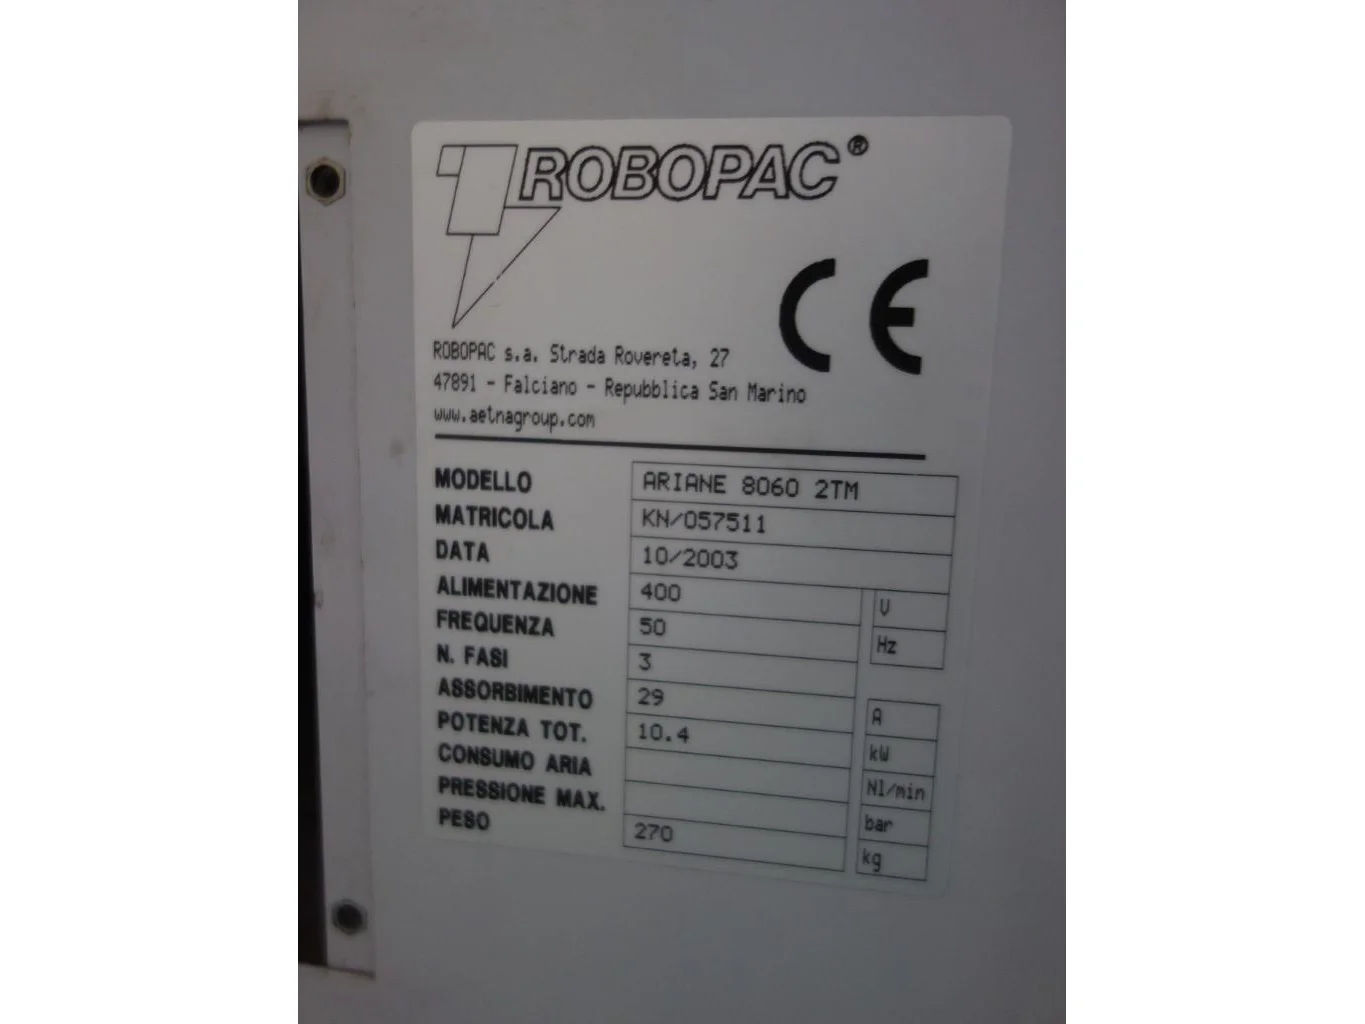 ROBOPAC®
CE
ROBOPAC s.a. Strada Rovereta, 27
47891 - Falciano - Repubblica San Marino
www.aetnagroup.com
MODELLO ARIANE 8060 2TM
MATRICOLA KN/057511
DATA 10/2003
ALIMENTAZIONE 400 V
FREQUENZA 50 Hz
N. FASI 3
ASSORBIMENTO 29 A
POTENZA TOT. 10.4 kW
CONSUMO ARIA Nl/min
PRESSIONE MAX. bar
PESO 270 kg